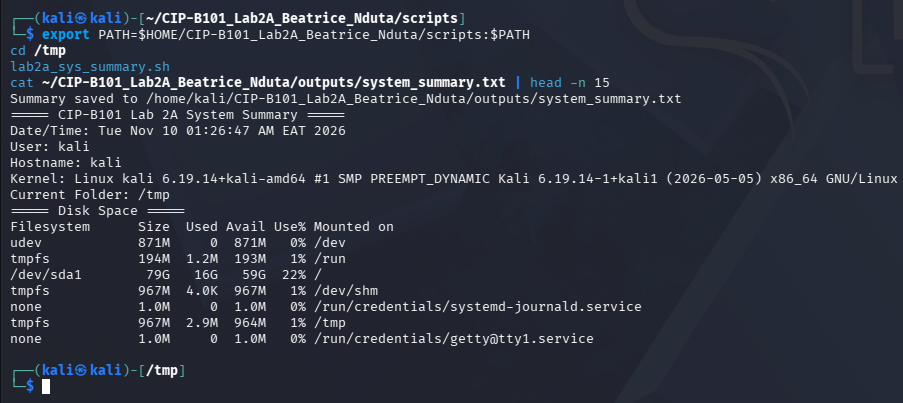 ┌──(kali㉿kali)-[~/CIP-B101_Lab2A_Beatrice_Nduta/scripts]
└─$ export PATH=$HOME/CIP-B101_Lab2A_Beatrice_Nduta/scripts:$PATH
cd /tmp
lab2a_sys_summary.sh
cat ~/CIP-B101_Lab2A_Beatrice_Nduta/outputs/system_summary.txt | head -n 15
Summary saved to /home/kali/CIP-B101_Lab2A_Beatrice_Nduta/outputs/system_summary.txt
===== CIP-B101 Lab 2A System Summary =====
Date/Time: Tue Nov 10 01:26:47 AM EAT 2026
User: kali
Hostname: kali
Kernel: Linux kali 6.19.14+kali-amd64 #1 SMP PREEMPT_DYNAMIC Kali 6.19.14-1+kali1 (2026-05-05) x86_64 GNU/Linux
Current Folder: /tmp
===== Disk Space =====
Filesystem      Size  Used Avail Use% Mounted on
udev            871M     0  871M   0% /dev
tmpfs           194M  1.2M  193M   1% /run
/dev/sda1        79G   16G   59G  22% /
tmpfs           967M  4.0K  967M   1% /dev/shm
none            1.0M     0  1.0M   0% /run/credentials/systemd-journald.service
tmpfs           967M  2.9M  964M   1% /tmp
none            1.0M     0  1.0M   0% /run/credentials/getty@tty1.service
┌──(kali㉿kali)-[/tmp]
└─$